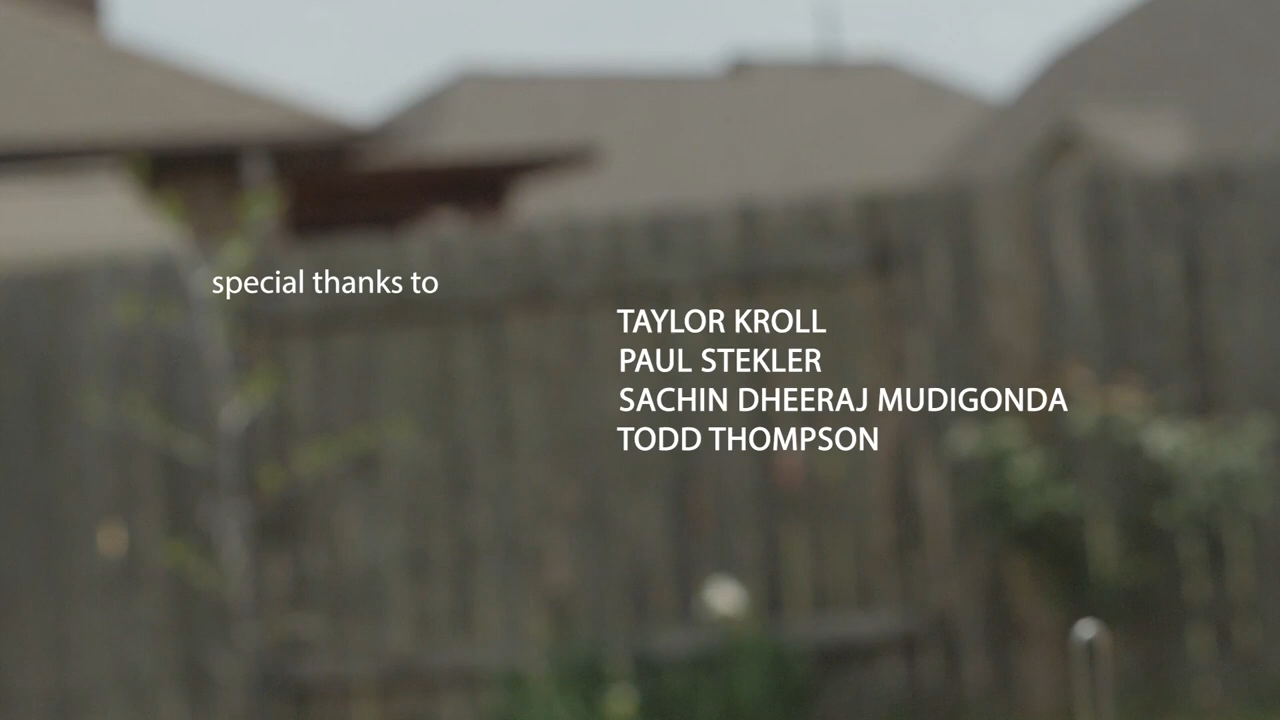 special thanks to
TAYLOR KROLL
PAUL STEKLER
SACHIN DHEERAJ MUDIGONDA
TODD THOMPSON